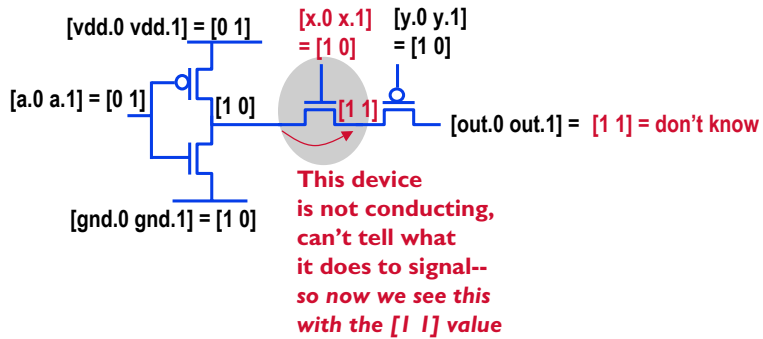 [vdd.0 vdd.1] = [0 1]
[x.0 x.1]
= [1 0]
[y.0 y.1]
= [1 0]
[a.0 a.1] = [0 1]
[1 0]
[1 1]
[out.0 out.1] = [1 1] = don't know
[gnd.0 gnd.1] = [1 0]
This device
is not conducting,
can't tell what
it does to signal--
so now we see this
with the [1 1] value